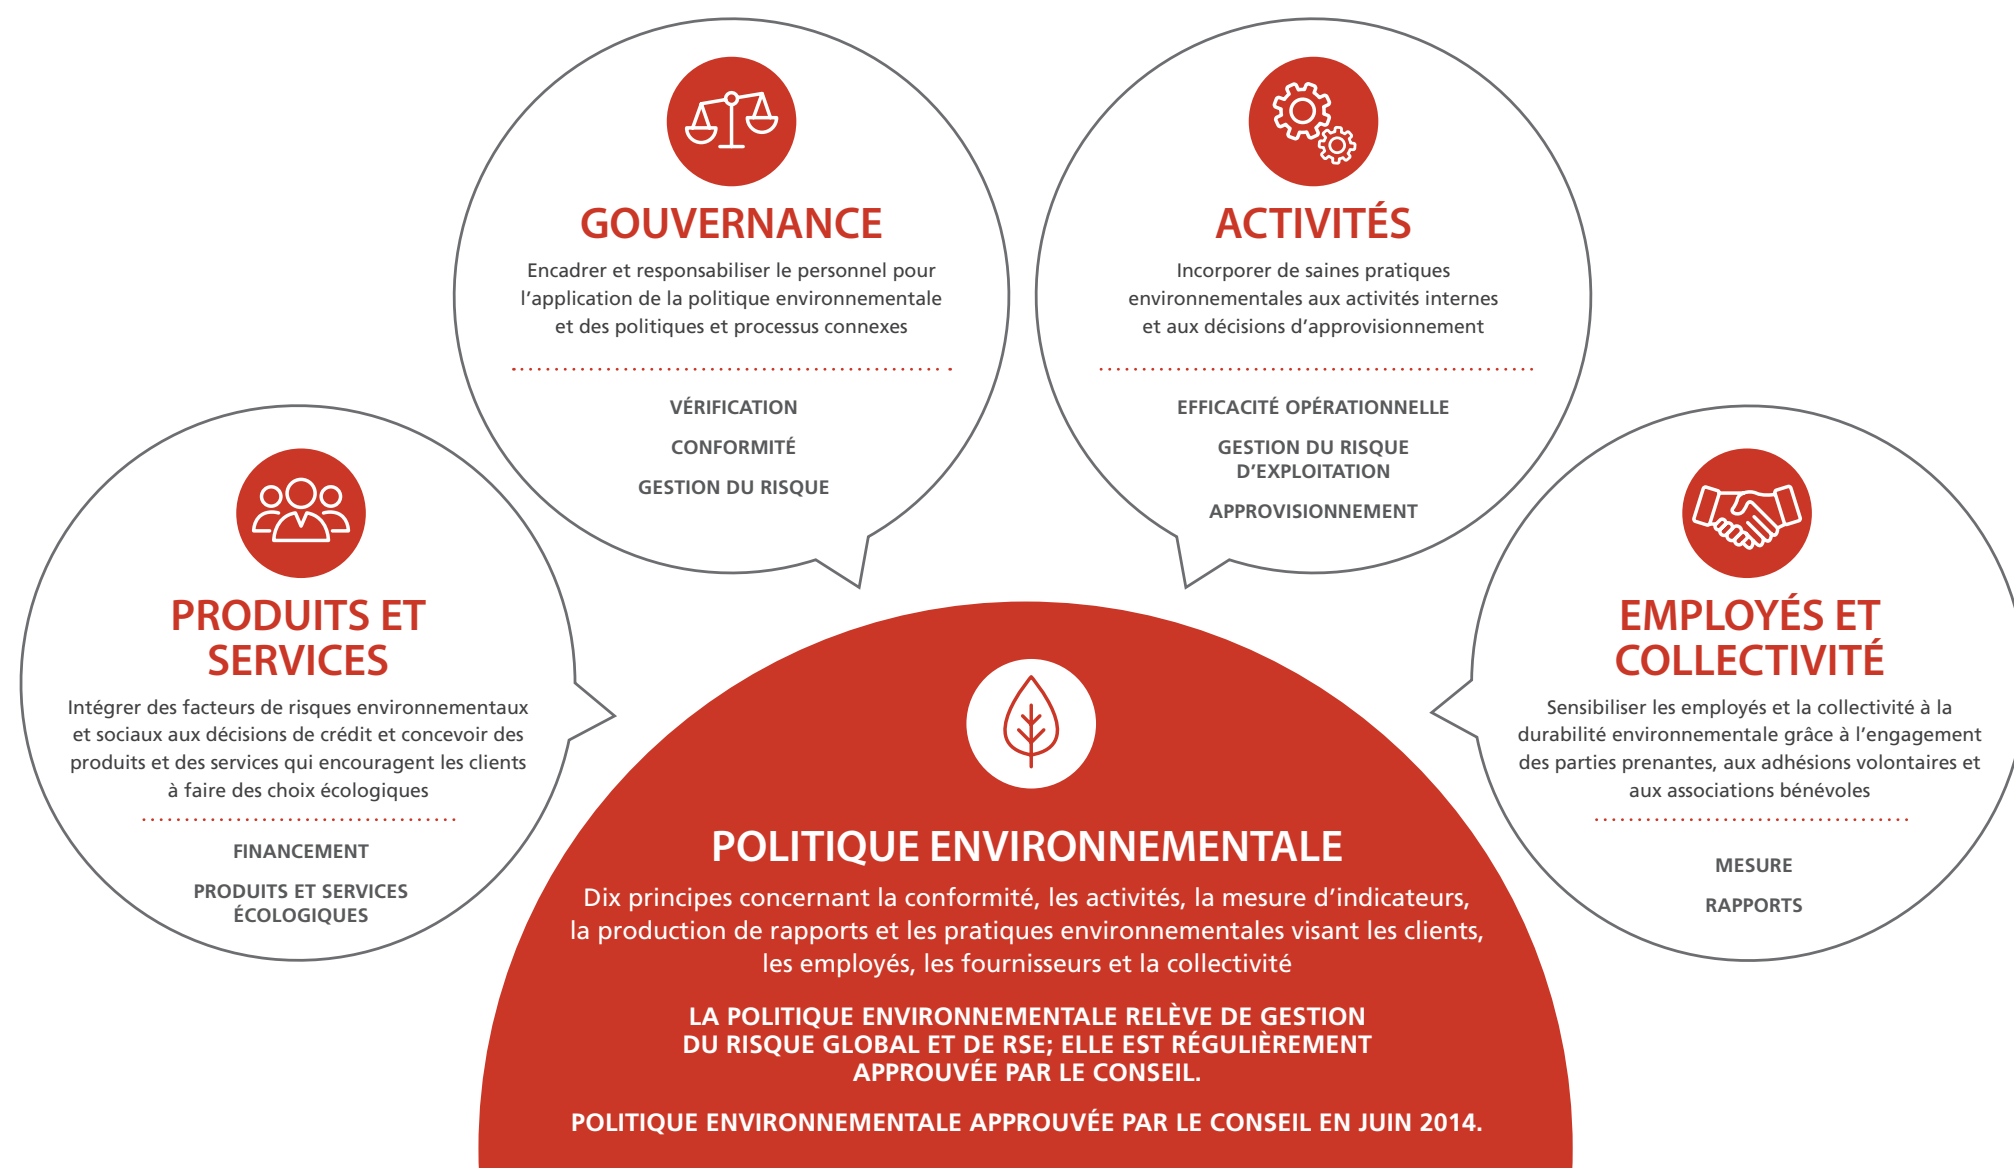 GOUVERNANCE
Encadrer et responsabiliser le personnel pour
l'application de la politique environnementale
et des politiques et processus connexes
VÉRIFICATION
CONFORMITÉ
GESTION DU RISQUE
ACTIVITÉS
Incorporer de saines pratiques
environnementales aux activités internes
et aux décisions d'approvisionnement
EFFICACITÉ OPÉRATIONNELLE
GESTION DU RISQUE
D'EXPLOITATION
APPROVISIONNEMENT
PRODUITS ET
SERVICES
Intégrer des facteurs de risques environnementaux
et sociaux aux décisions de crédit et concevoir des
produits et des services qui encouragent les clients
à faire des choix écologiques
FINANCEMENT
PRODUITS ET SERVICES
ÉCOLOGIQUES
EMPLOYÉS ET
COLLECTIVITÉ
Sensibiliser les employés et la collectivité à la
durabilité environnementale grâce à l'engagement
des parties prenantes, aux adhésions volontaires et
aux associations bénévoles
MESURE
RAPPORTS
POLITIQUE ENVIRONNEMENTALE
Dix principes concernant la conformité, les activités, la mesure d'indicateurs,
la production de rapports et les pratiques environnementales visant les clients,
les employés, les fournisseurs et la collectivité
LA POLITIQUE ENVIRONNEMENTALE RELÈVE DE GESTION
DU RISQUE GLOBAL ET DE RSE; ELLE EST RÉGULIÈREMENT
APPROUVÉE PAR LE CONSEIL.
POLITIQUE ENVIRONNEMENTALE APPROUVÉE PAR LE CONSEIL EN JUIN 2014.